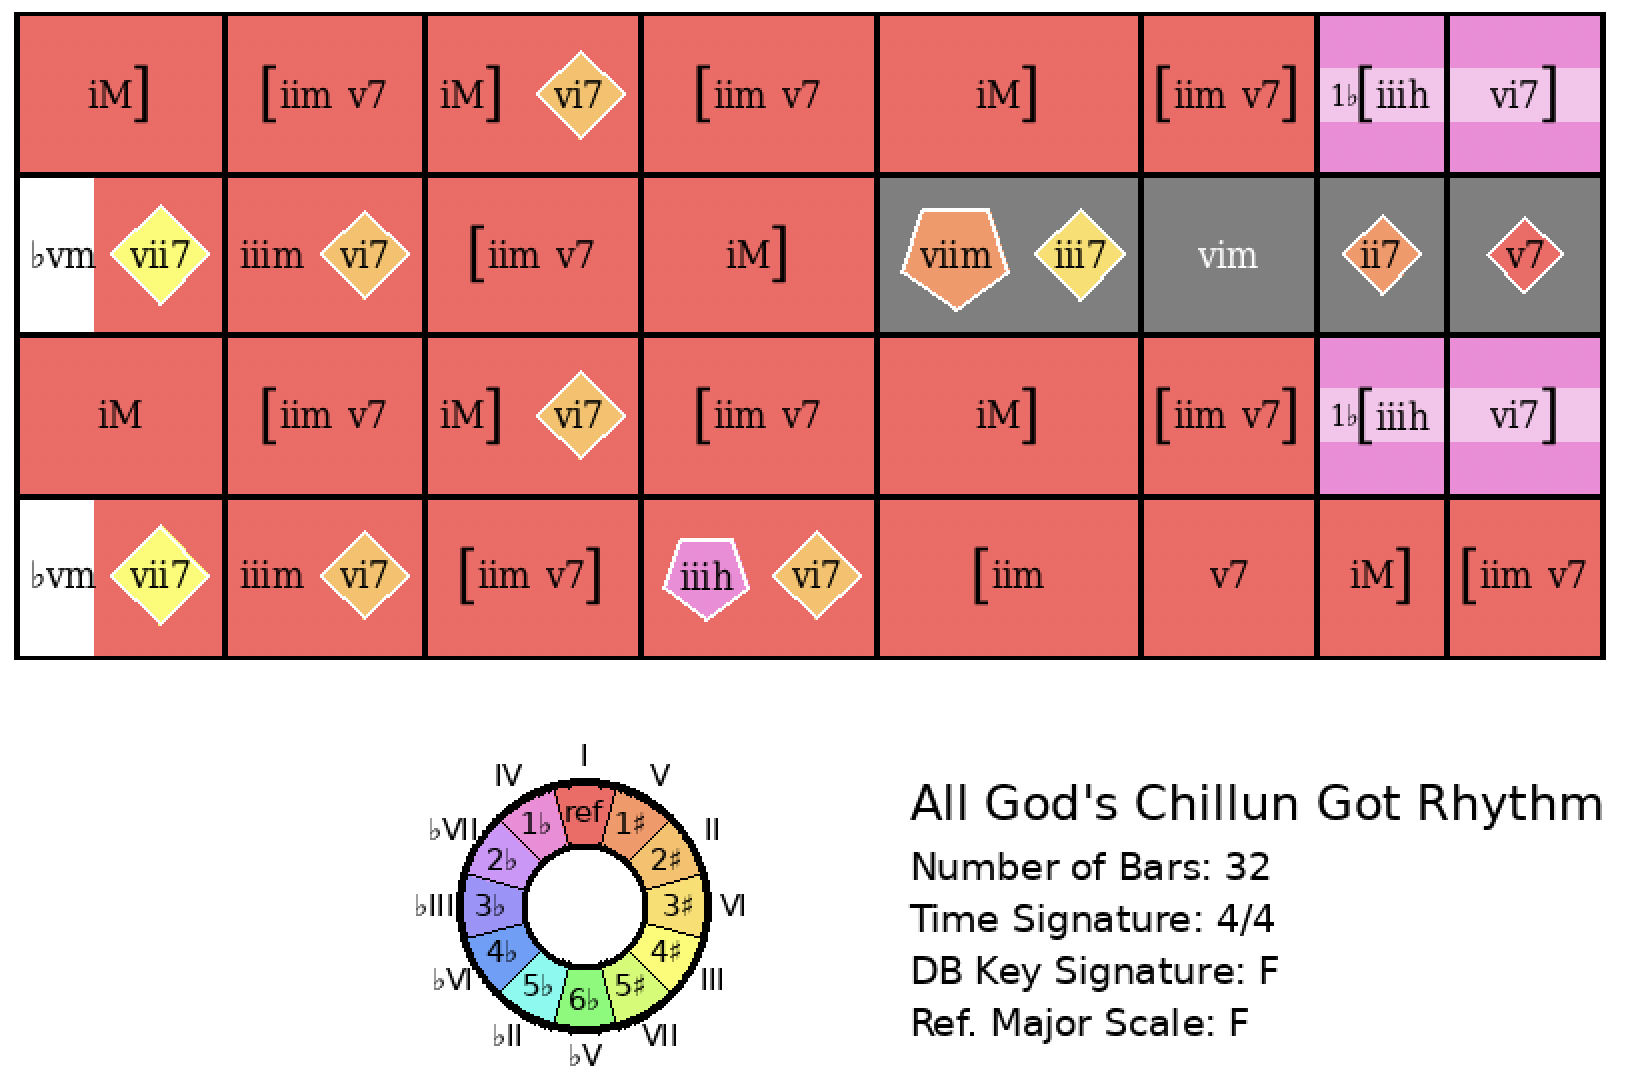 iM] [iim v7 iM] vi7 [iim v7 iM] [iim v7] 1♭[iiih vi7]
♭vm vii7 iiim vi7 [iim v7 iM] viim iii7 vim ii7 v7
iM [iim v7 iM] vi7 [iim v7 iM] [iim v7] 1♭[iiih vi7]
♭vm vii7 iiim vi7 [iim v7] iiih vi7 [iim v7 iM] [iim v7
I
IV V
♭VII II
♭III VI
♭VI III
♭II VII
♭V
ref
1♭ 1♯
2♭ 2♯
3♭ 3♯
4♭ 4♯
5♭ 5♯
6♭
All God's Chillun Got Rhythm
Number of Bars: 32
Time Signature: 4/4
DB Key Signature: F
Ref. Major Scale: F